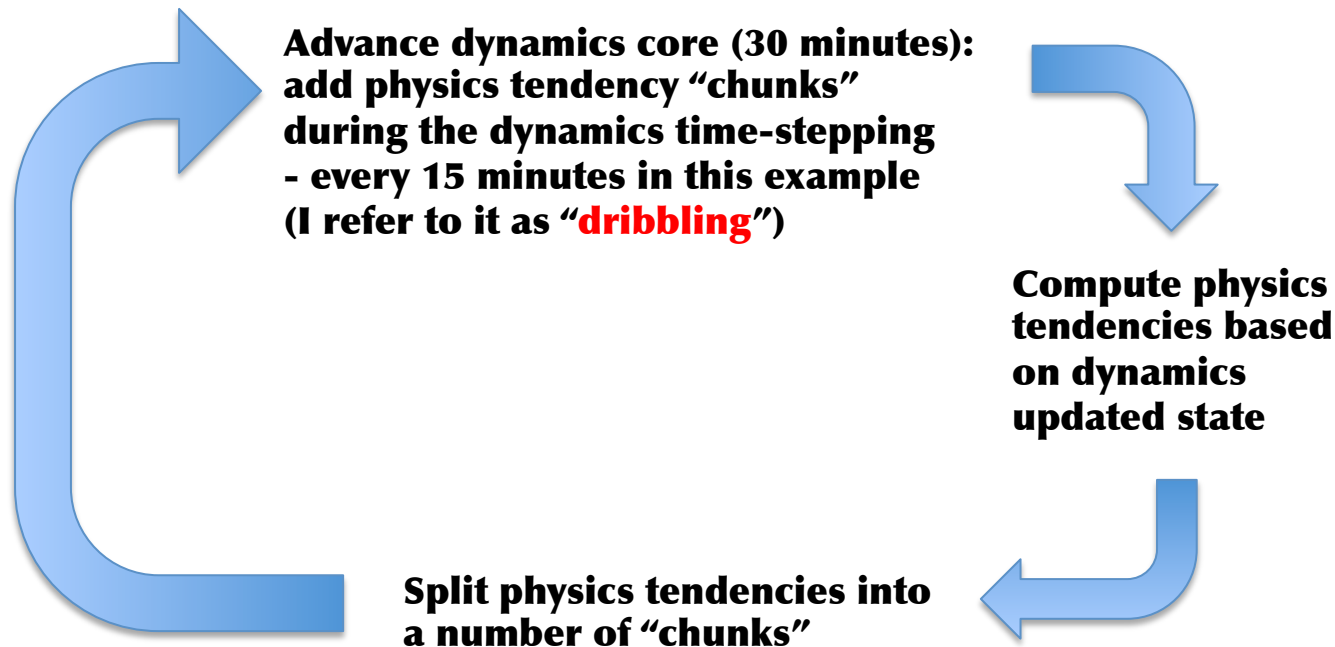 Advance dynamics core (30 minutes):
add physics tendency “chunks”
during the dynamics time-stepping
- every 15 minutes in this example
(I refer to it as “dribbling”)
Compute physics
tendencies based
on dynamics
updated state
Split physics tendencies into
a number of “chunks”